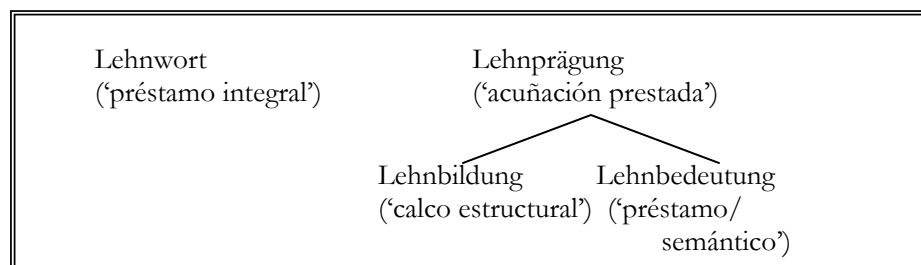 Lehnwort Lehnprägung
(‘préstamo integral’) (‘acuñación prestada’)
Lehnbildung Lehnbedeutung
(‘calco estructural’) (‘préstamo/
semántico’)